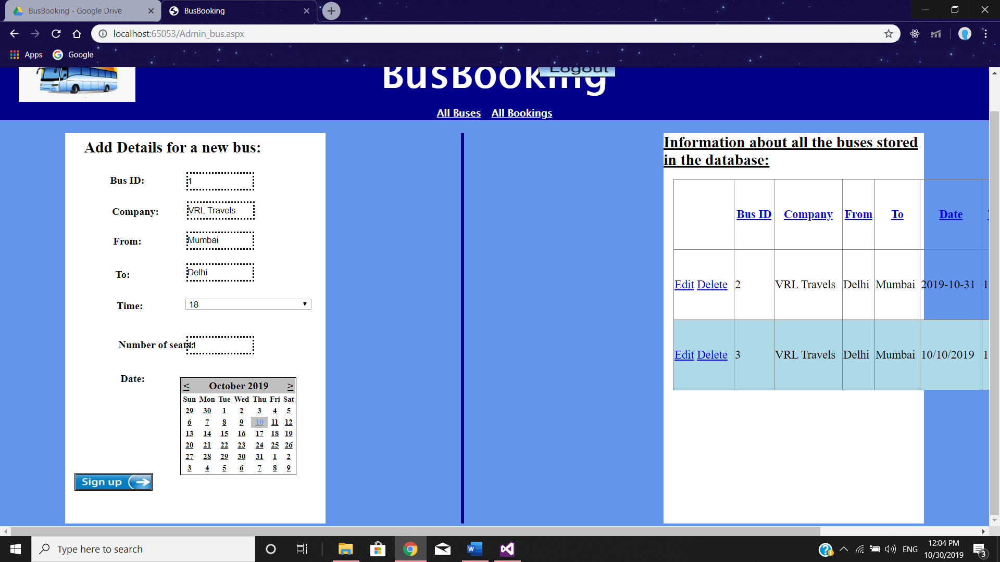 BusBooking - Google Drive
BusBooking
localhost:65053/Admin_bus.aspx
Apps
Google
BusBooking
Logout
All Buses
All Bookings
Add Details for a new bus:
Bus ID:
1
Company:
VRL Travels
From:
Mumbai
To:
Delhi
Time:
18
Number of seats:
Date:
< October 2019 >
Sun Mon Tue Wed Thu Fri Sat
29 30 1 2 3 4 5
6 7 8 9 10 11 12
13 14 15 16 17 18 19
20 21 22 23 24 25 26
27 28 29 30 31 1 2
3 4 5 6 7 8 9
Sign up
Information about all the buses stored
in the database:
Bus ID Company From To Date
Edit Delete 2 VRL Travels Delhi Mumbai 2019-10-31 1
Edit Delete 3 VRL Travels Delhi Mumbai 10/10/2019 1
Type here to search
ENG
12:04 PM
10/30/2019
3